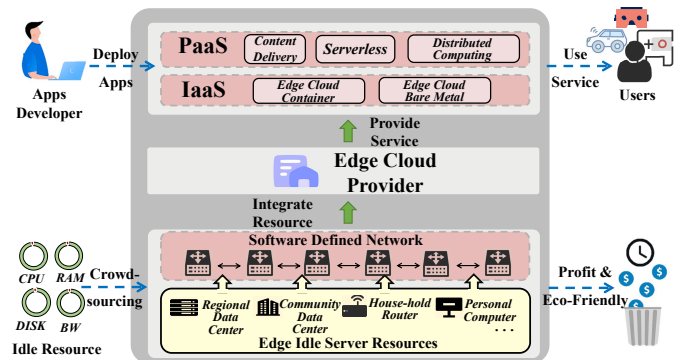 PaaS
Content
Delivery
Serverless
Distributed
Computing
Deploy
Apps
Apps
Developer
IaaS
Edge Cloud
Container
Edge Cloud
Bare Metal
Use
Service
Users
Provide
Service
Edge Cloud
Provider
Integrate
Resource
Software Defined Network
CPU
RAM
DISK
BW
Idle Resource
Crowd-
sourcing
Regional
Data
Center
Community
Data
Center
House-hold
Router
Personal
Computer
...
Edge Idle Server Resources
Profit &
Eco-Friendly
$
$
$
$